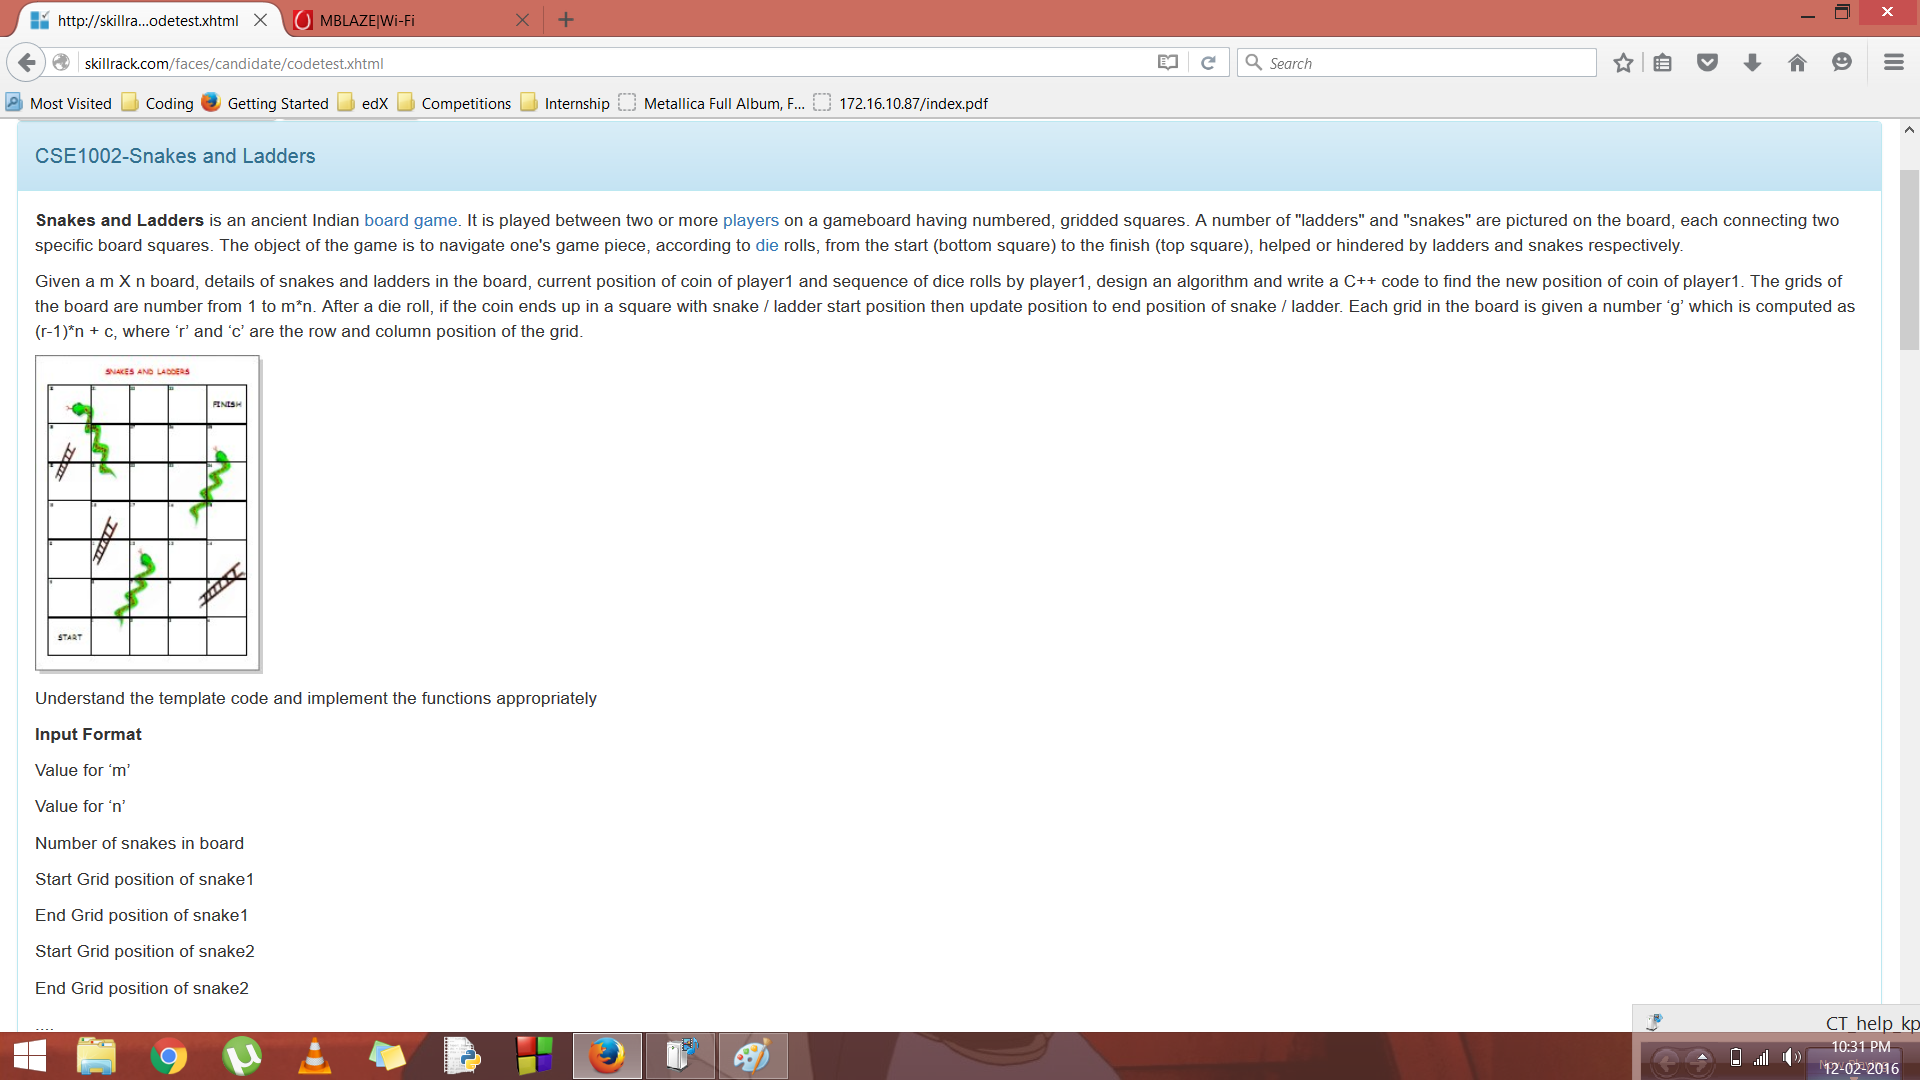 http://skillra...odetest.xhtml
MBLAZE|Wi-Fi
skillrack.com/faces/candidate/codetest.xhtml
Search
Most Visited Coding Getting Started edX Competitions Internship Metallica Full Album, F... 172.16.10.87/index.pdf
CSE1002-Snakes and Ladders
Snakes and Ladders is an ancient Indian board game. It is played between two or more players on a gameboard having numbered, gridded squares. A number of "ladders" and "snakes" are pictured on the board, each connecting two
specific board squares. The object of the game is to navigate one's game piece, according to die rolls, from the start (bottom square) to the finish (top square), helped or hindered by ladders and snakes respectively.
Given a m X n board, details of snakes and ladders in the board, current position of coin of player1 and sequence of dice rolls by player1, design an algorithm and write a C++ code to find the new position of coin of player1. The grids of
the board are number from 1 to m*n. After a die roll, if the coin ends up in a square with snake / ladder start position then update position to end position of snake / ladder. Each grid in the board is given a number ‘g’ which is computed as
(r-1)*n + c, where ‘r’ and ‘c’ are the row and column position of the grid.
SNAKES AND LADDERS
FINISH
START
Understand the template code and implement the functions appropriately
Input Format
Value for ‘m’
Value for ‘n’
Number of snakes in board
Start Grid position of snake1
End Grid position of snake1
Start Grid position of snake2
End Grid position of snake2
....
CT_help_kp
10:31 PM
12-02-2016